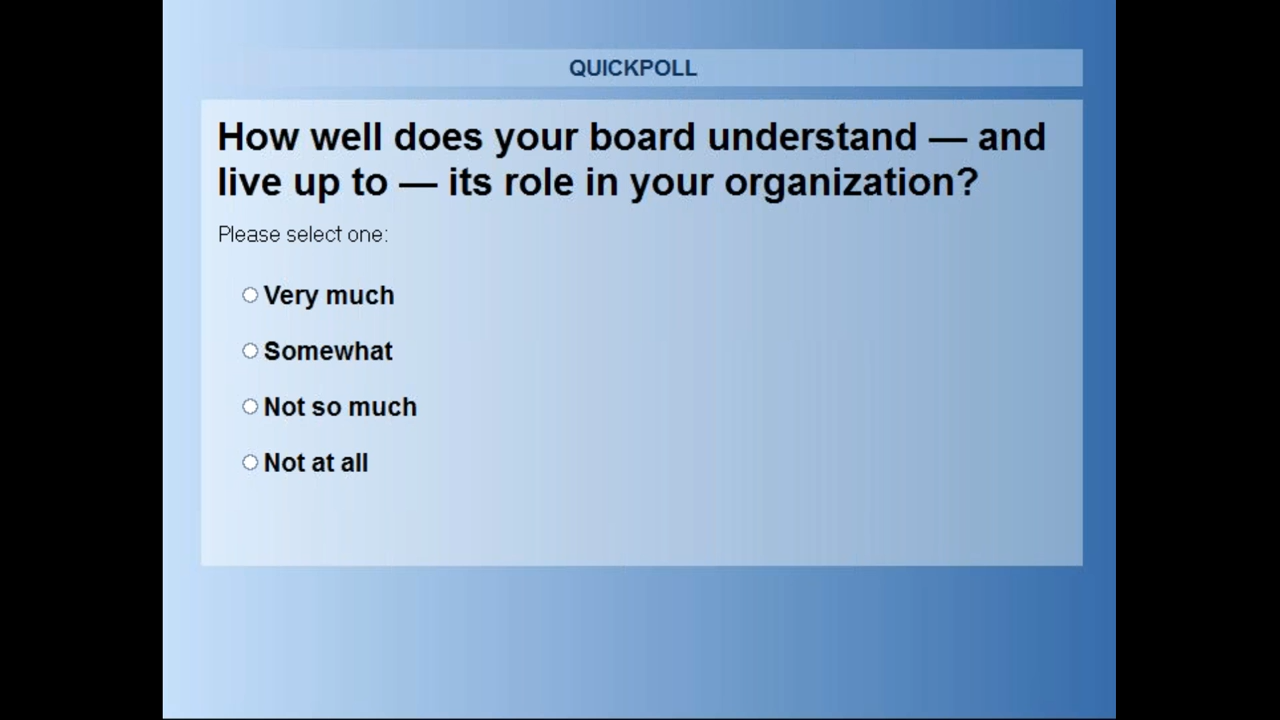 QUICKPOLL
How well does your board understand — and
live up to — its role in your organization?
Please select one:
Very much
Somewhat
Not so much
Not at all